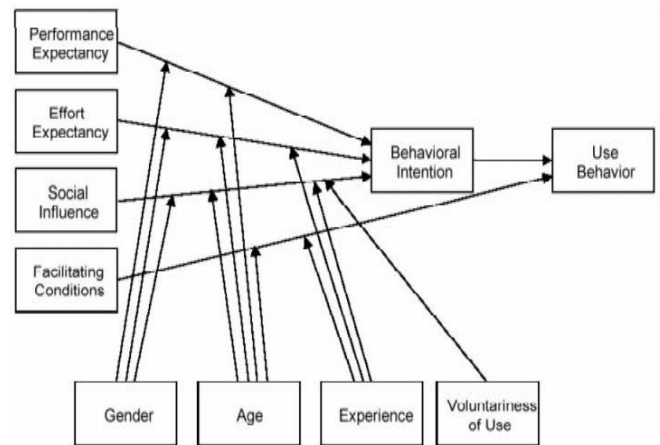 Performance
Expectancy
Effort
Expectancy
Social
Influence
Facilitating
Conditions
Behavioral
Intention
Use
Behavior
Gender
Age
Experience
Voluntariness
of Use